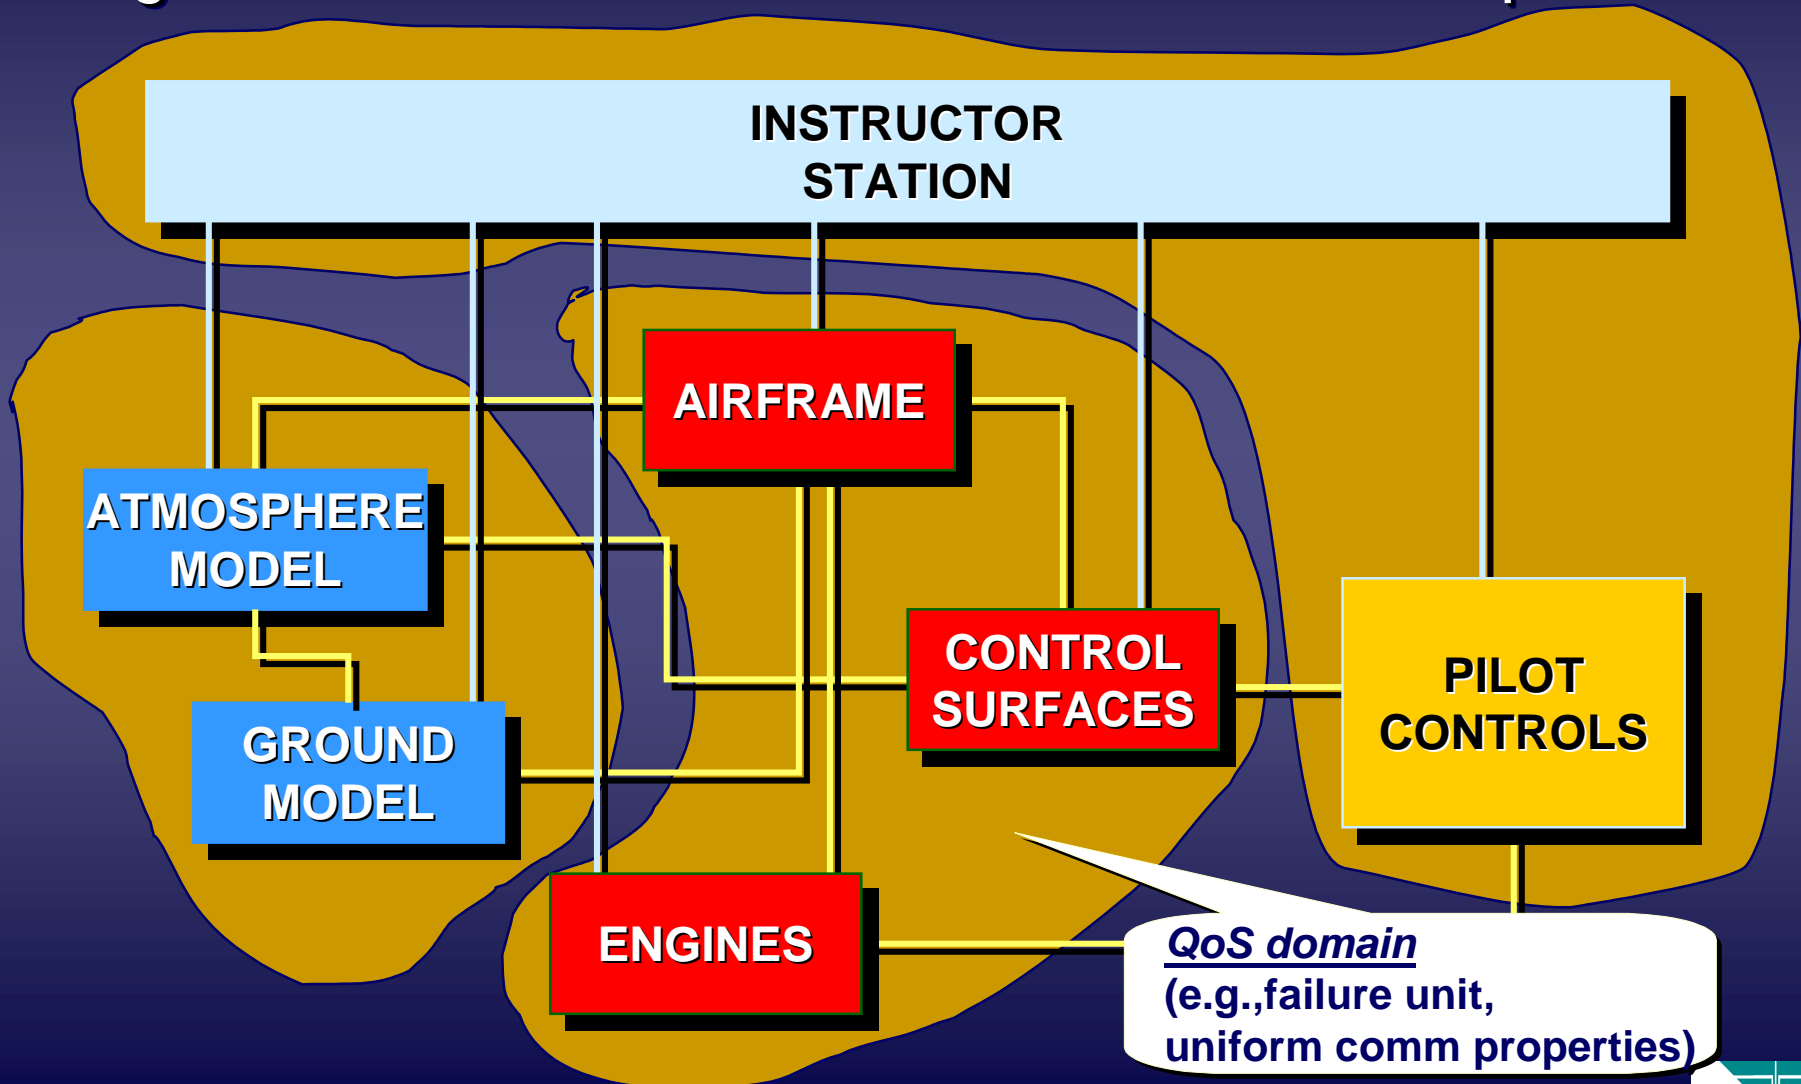 INSTRUCTOR
STATION
AIRFRAME
ATMOSPHERE
MODEL
CONTROL
SURFACES
PILOT
CONTROLS
GROUND
MODEL
ENGINES
QoS domain
(e.g.,failure unit,
uniform comm properties)